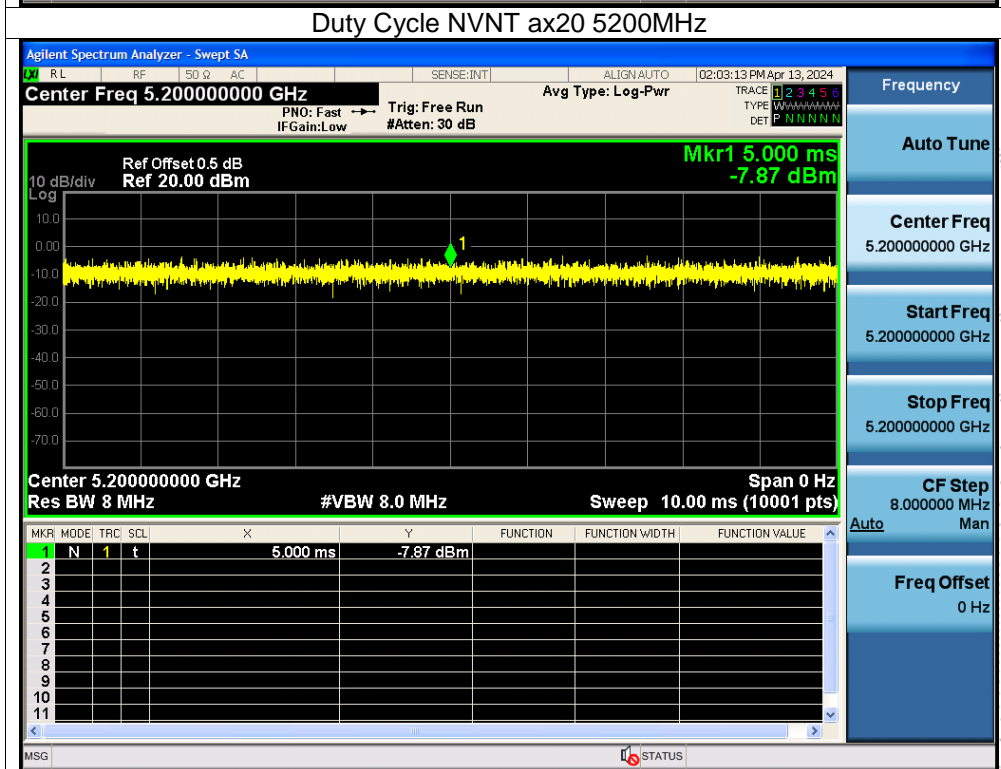 Duty Cycle NVNT ax20 5200MHz
Agilent Spectrum Analyzer - Swept SA
LXI RL RF 50 Ω AC SENSE:INT ALIGN AUTO 02:03:13 PM Apr 13, 2024
Center Freq 5.200000000 GHz
PNO: Fast
IFGain:Low
Trig: Free Run
#Atten: 30 dB
Avg Type: Log-Pwr
TRACE 1 2 3 4 5 6
TYPE WWWWWW
DET P N N N N N
Mkr1 5.000 ms
-7.87 dBm
Ref Offset 0.5 dB
10 dB/div Ref 20.00 dBm
Log
10.0
0.00
-10.0
-20.0
-30.0
-40.0
-50.0
-60.0
-70.0
1
Center 5.200000000 GHz Span 0 Hz
Res BW 8 MHz #VBW 8.0 MHz Sweep 10.00 ms (10001 pts)
MKR MODE TRC SCL X Y FUNCTION FUNCTION WIDTH FUNCTION VALUE
1 N 1 t 5.000 ms -7.87 dBm
2
3
4
5
6
7
8
9
10
11
MSG STATUS
Frequency
Auto Tune
Center Freq
5.200000000 GHz
Start Freq
5.200000000 GHz
Stop Freq
5.200000000 GHz
CF Step
8.000000 MHz
Auto Man
Freq Offset
0 Hz